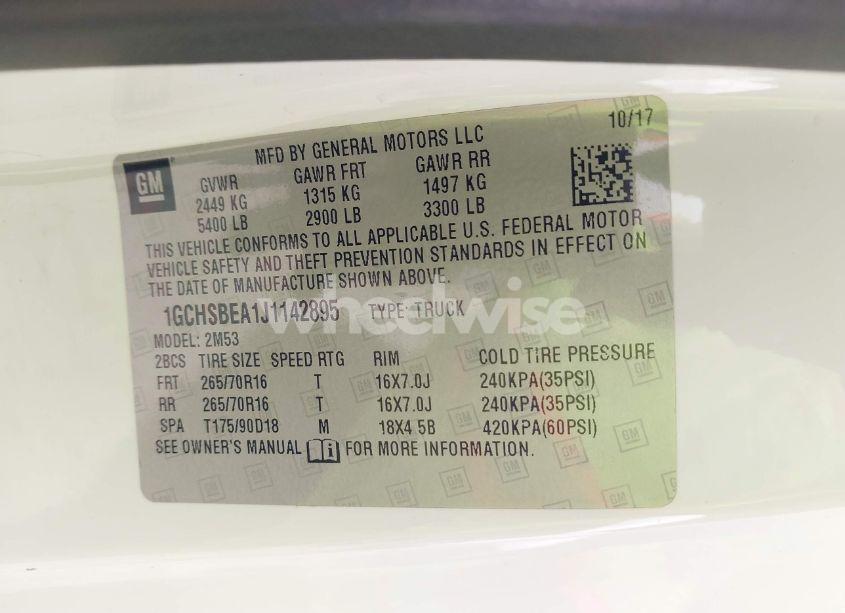 10/17
GM
MFD BY GENERAL MOTORS LLC
GVWR GAWR FRT GAWR RR
2449 KG 1315 KG 1497 KG
5400 LB 2900 LB 3300 LB
THIS VEHICLE CONFORMS TO ALL APPLICABLE U.S. FEDERAL MOTOR
VEHICLE SAFETY AND THEFT PREVENTION STANDARDS IN EFFECT ON
THE DATE OF MANUFACTURE SHOWN ABOVE.
1GCHSBEA1J1142895 TYPE: TRUCK
wheelwise
MODEL: 2M53
2BCS TIRE SIZE SPEED RTG RIM COLD TIRE PRESSURE
FRT 265/70R16 T 16X7.0J 240KPA(35PSI)
RR 265/70R16 T 16X7.0J 240KPA(35PSI)
SPA T175/90D18 M 18X4.5B 420KPA(60PSI)
SEE OWNER'S MANUAL FOR MORE INFORMATION.